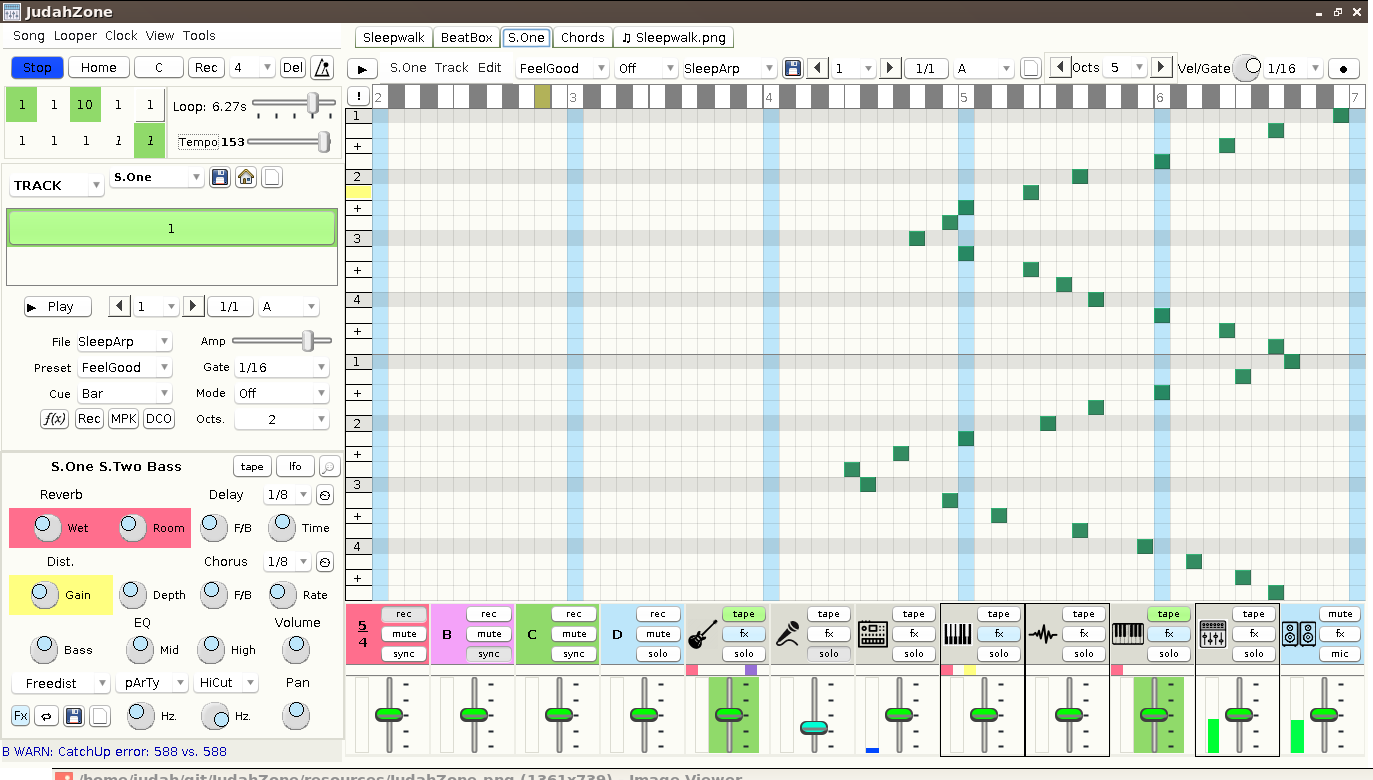 JudahZone
Song Looper Clock View Tools
Sleepwalk BeatBox S.One Chords ♫ Sleepwalk.png
Stop Home C Rec 4 Del
S.One Track Edit FeelGood Off SleepArp 1 1/1 A Octs 5 Vel/Gate 1/16
1 1 10 1 1
Loop: 6.27s
1 1 1 1 1
Tempo 153
! 2 3 4 5 6 7
TRACK S.One
1
Play 1 1/1 A
File SleepArp Amp
Preset FeelGood Gate 1/16
Cue Bar Mode Off
f(x) Rec MPK DCO Octs. 2
1
+
2
+
3
+
4
+
1
+
2
+
3
+
4
+
S.One S.Two Bass tape lfo
Reverb Delay 1/8
Wet Room F/B Time
Dist. Chorus 1/8
Gain Depth F/B Rate
EQ Volume
Bass Mid High
Freedist pArTy HiCut Pan
Fx Hz. Hz.
B WARN: CatchUp error: 588 vs. 588
rec rec rec rec tape tape tape tape tape tape tape mute
5/4 mute B mute C mute D mute fx fx fx fx fx fx fx fx
sync sync sync solo solo solo solo solo solo solo solo mic
/home/judah/git/JudahZone/resources/JudahZone.png (1361x739) - Image Viewer